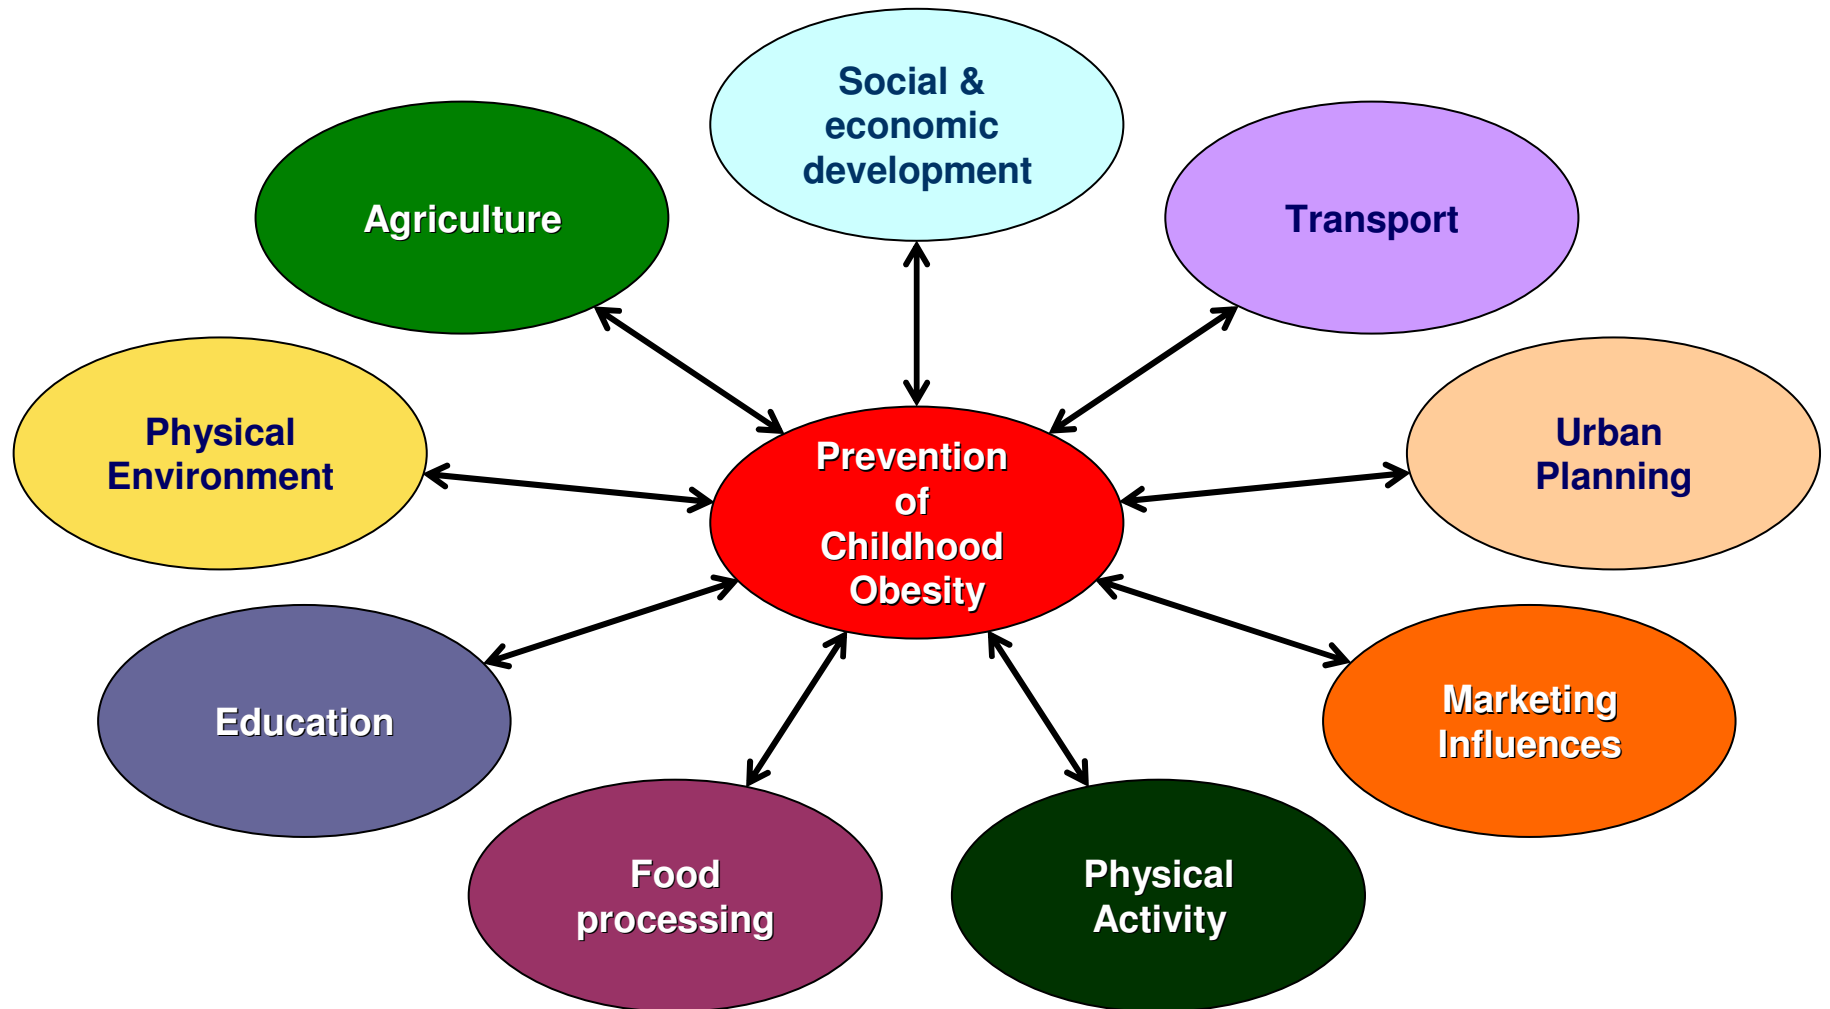 Social &
economic
development
Agriculture
Transport
Physical
Environment
Urban
Planning
Prevention
of
Childhood
Obesity
Education
Marketing
Influences
Food
processing
Physical
Activity